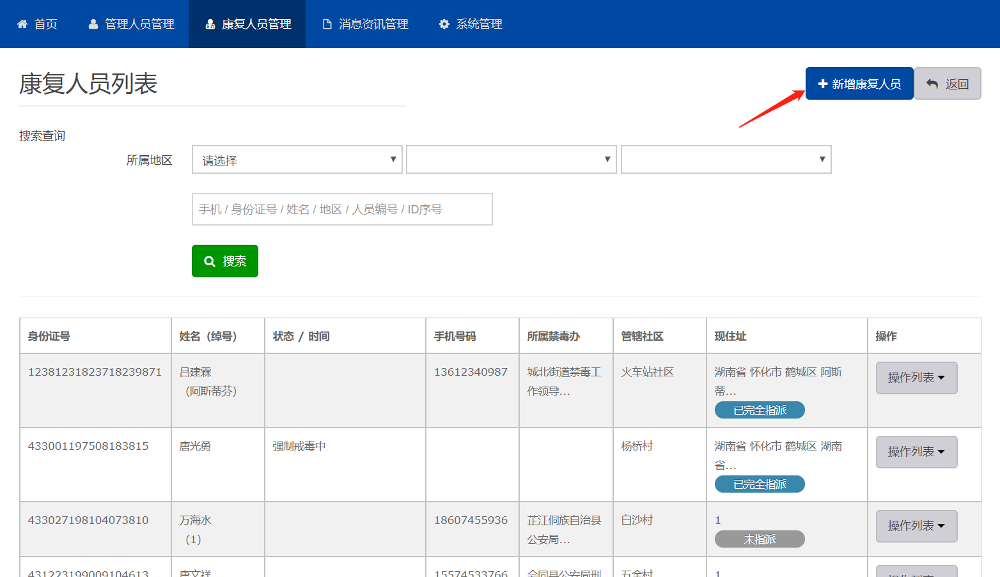 首页 管理人员管理 康复人员管理 消息资讯管理 系统管理
康复人员列表
新增康复人员 返回
搜索查询
所属地区 请选择
手机 / 身份证号 / 姓名 / 地区 / 人员编号 / ID序号
搜索
身份证号 姓名（绰号） 状态 / 时间 手机号码 所属禁毒办 管辖社区 现住址 操作
12381231823718239871 吕建霖 13612340987 城北街道禁毒工 火车站社区 湖南省 怀化市 鹤城区 阿斯 操作列表
（阿斯蒂芬） 作领导... 蒂...
已完全指派
433001197508183815 唐光勇 强制戒毒中 杨桥村 湖南省 怀化市 鹤城区 湖南 操作列表
省...
已完全指派
433027198104073810 万海水 18607455936 芷江侗族自治县 白沙村 1 操作列表
（1） 公安局...
未指派
431223199009104613 唐文祥 15574533766 会同县公安局刑 五全村 1 操作列表